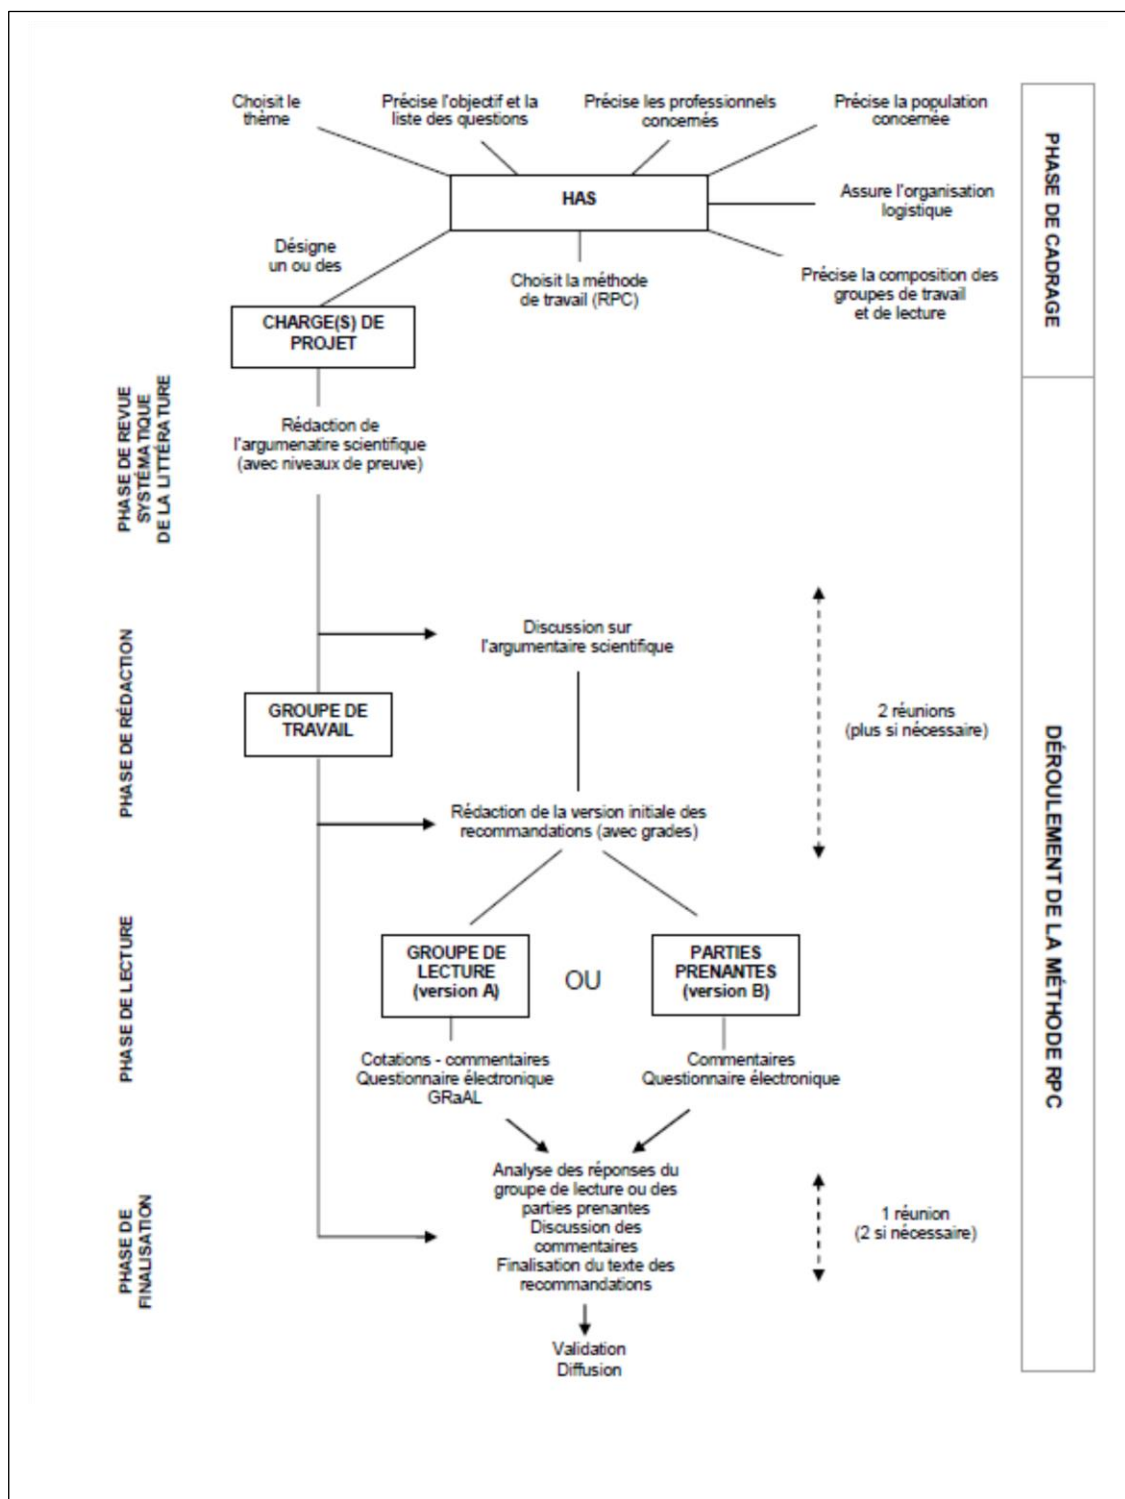 Choisit le
thème
Précise l'objectif et la
liste des questions
Précise les professionnels
concernés
Précise la population
concernée
HAS
Assure l'organisation
logistique
Désigne
un ou des
Choisit la méthode
de travail (RPC)
Précise la composition des
groupes de travail
et de lecture
PHASE DE CADRAGE
CHARGE(S) DE
PROJET
PHASE DE REVUE
SYSTÉMATIQUE
DE LA LITTÉRATURE
Rédaction de
l'argumenatire scientifique
(avec niveaux de preuve)
PHASE DE RÉDACTION
Discussion sur
l'argumentaire scientifique
GROUPE DE
TRAVAIL
2 réunions
(plus si nécessaire)
Rédaction de la version initiale des
recommandations (avec grades)
DÉROULEMENT DE LA MÉTHODE RPC
PHASE DE LECTURE
GROUPE DE
LECTURE
(version A)
OU
PARTIES
PRENANTES
(version B)
Cotations - commentaires
Questionnaire électronique
GRaAL
Commentaires
Questionnaire électronique
PHASE DE
FINALISATION
Analyse des réponses du
groupe de lecture ou des
parties prenantes
Discussion des
commentaires
Finalisation du texte des
recommandations
1 réunion
(2 si nécessaire)
Validation
Diffusion